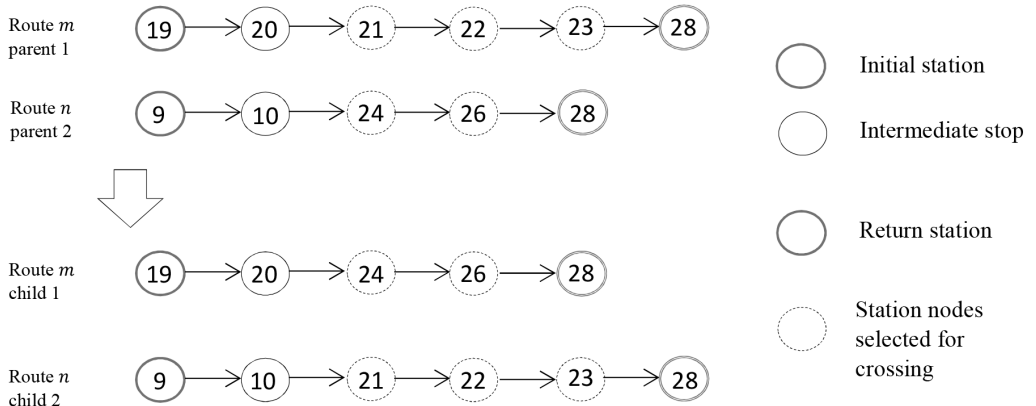 Route m
parent 1
19 20 21 22 23 28
Route n
parent 2
9 10 24 26 28
Route m
child 1
19 20 24 26 28
Route n
child 2
9 10 21 22 23 28
Initial station
Intermediate stop
Return station
Station nodes
selected for
crossing